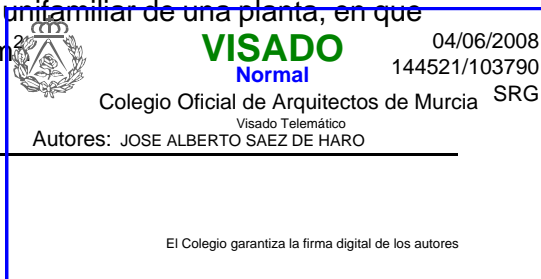 unifamiliar de una planta, en que
m²
VISADO
04/06/2008
Normal
144521/103790
Colegio Oficial de Arquitectos de Murcia
SRG
Visado Telemático
Autores: JOSE ALBERTO SAEZ DE HARO
El Colegio garantiza la firma digital de los autores